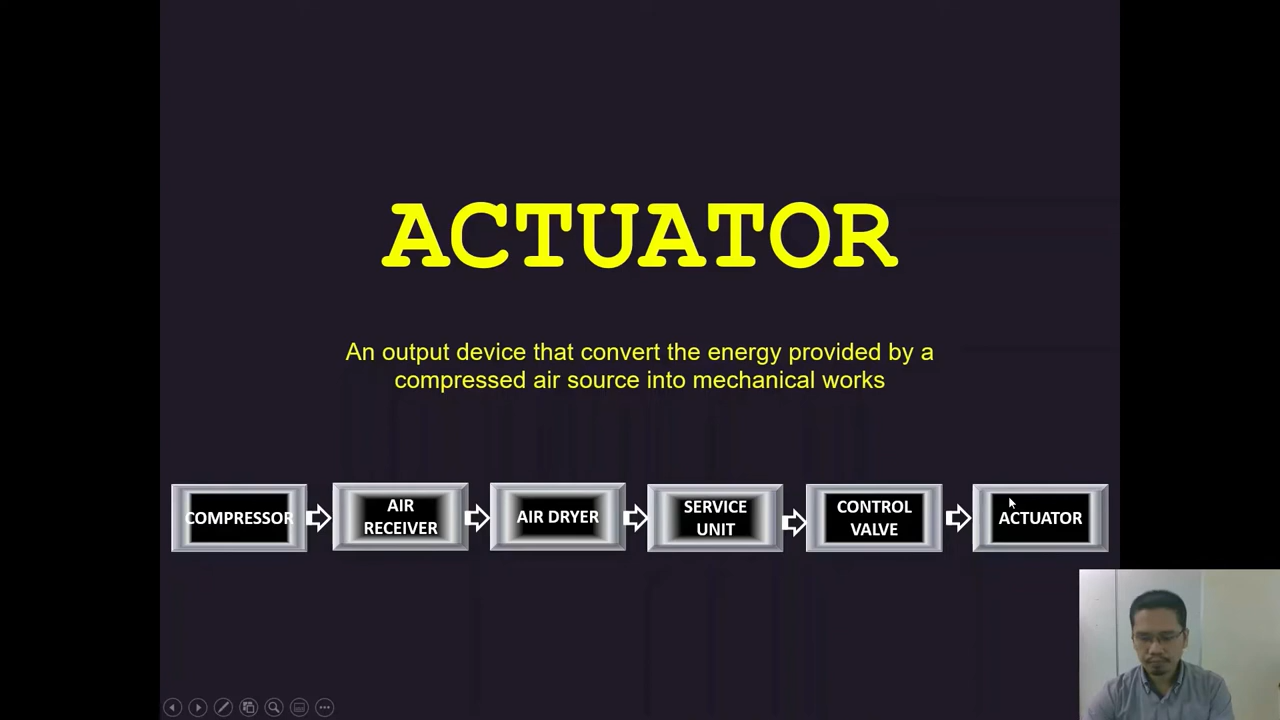 ACTUATOR
An output device that convert the energy provided by a
compressed air source into mechanical works
COMPRESSOR
AIR
RECEIVER
AIR DRYER
SERVICE
UNIT
CONTROL
VALVE
ACTUATOR